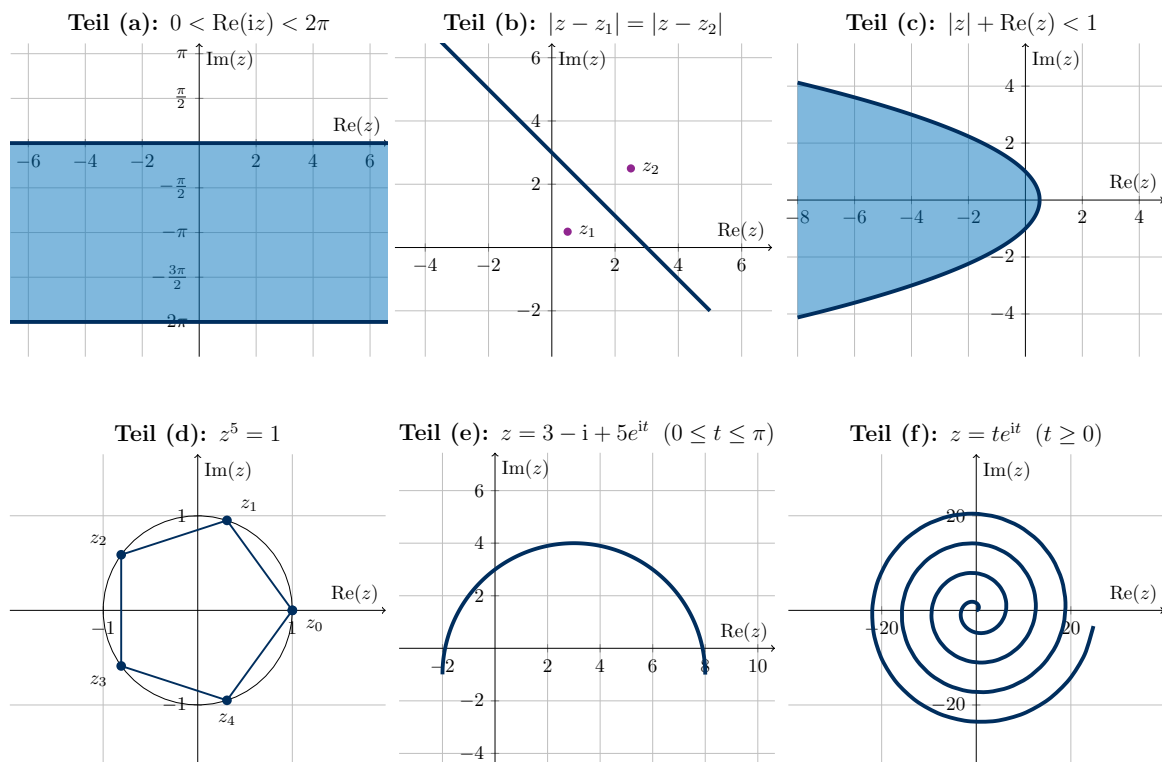 Teil (a): 0 < Re(iz) < 2π
Im(z)
Re(z)
π
π/2
−6 −4 −2 2 4 6
−π/2
−π
−3π/2
2π
Teil (b): |z − z₁| = |z − z₂|
Im(z)
Re(z)
6
4
2
−2
−4 −2 2 4 6
z₂
z₁
Teil (c): |z| + Re(z) < 1
Im(z)
Re(z)
4
2
−8 −6 −4 −2 2 4
−2
−4
Teil (d): z⁵ = 1
Im(z)
Re(z)
1
z₁
z₂
−1 1 z₀
z₃
−1
z₄
Teil (e): z = 3 − i + 5eⁱᵗ (0 ≤ t ≤ π)
Im(z)
Re(z)
6
4
2
−2 2 4 6 8 10
−2
−4
Teil (f): z = teⁱᵗ (t ≥ 0)
Im(z)
Re(z)
20
−20 20
−20